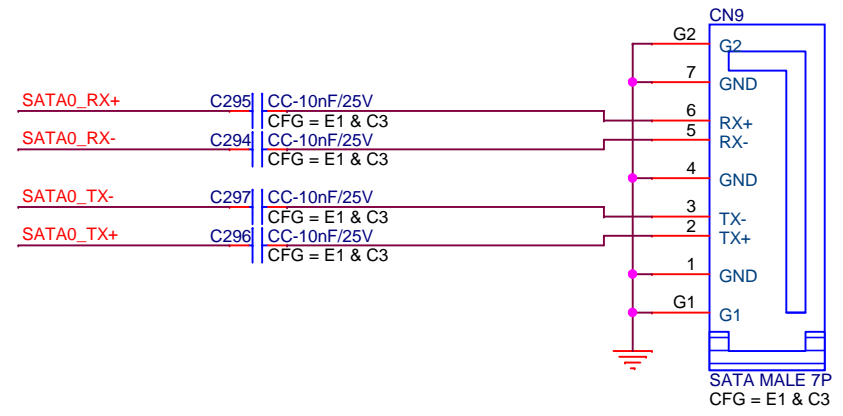 CN9
G2
G2
7
GND
SATA0_RX+
C295
CC-10nF/25V
CFG = E1 & C3
6
RX+
SATA0_RX-
C294
CC-10nF/25V
CFG = E1 & C3
5
RX-
4
GND
SATA0_TX-
C297
CC-10nF/25V
CFG = E1 & C3
3
TX-
SATA0_TX+
C296
CC-10nF/25V
CFG = E1 & C3
2
TX+
1
GND
G1
G1
SATA MALE 7P
CFG = E1 & C3